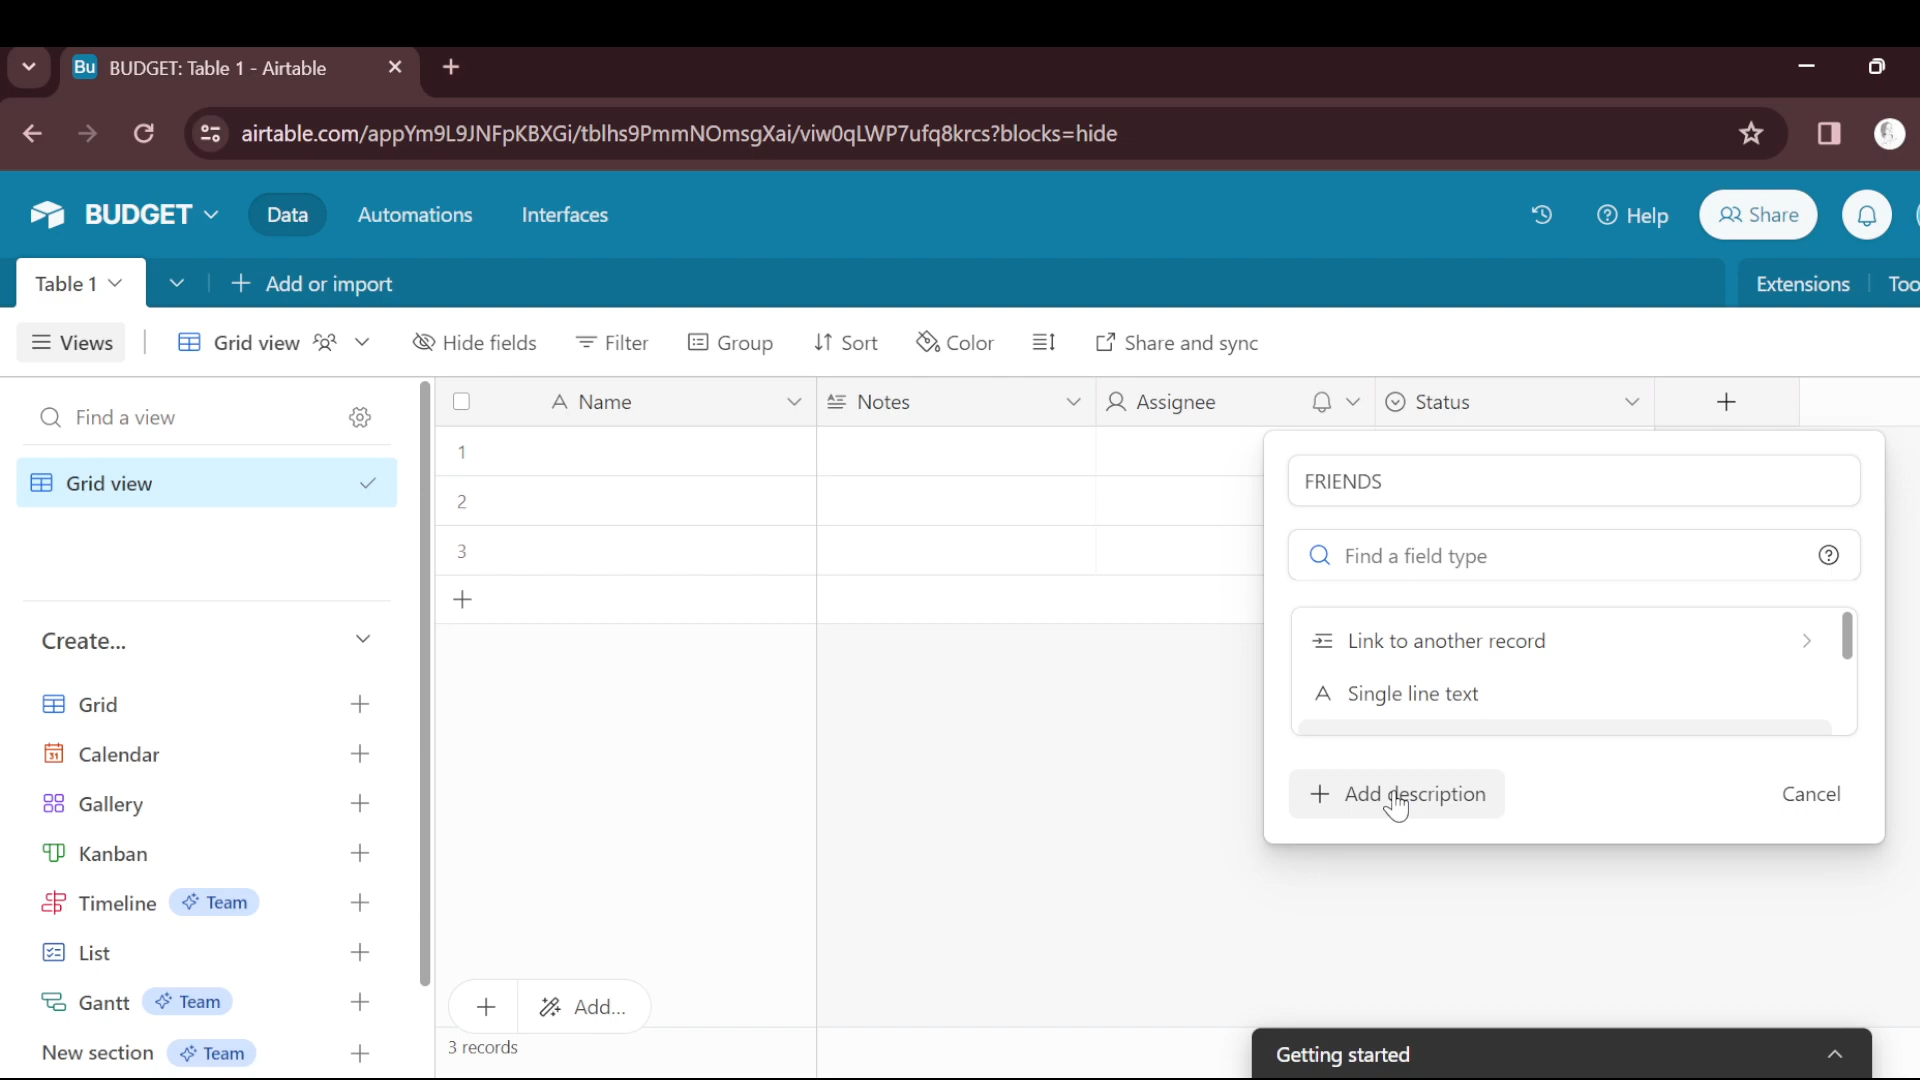 Bu BUDGET: Table 1 - Airtable
airtable.com/appYm9L9JNFpKBXGi/tblhs9PmmNOmsgXai/viw0qLWP7ufq8krcs?blocks=hide
BUDGET Data Automations Interfaces Help Share
Table 1 Add or import Extensions Too
Views Grid view Hide fields Filter Group Sort Color Share and sync
Find a view
Name Notes Assignee Status
Grid view
1
2
3
FRIENDS
Find a field type
Link to another record
Single line text
Add description Cancel
Create...
Grid
Calendar
31
Gallery
Kanban
Timeline Team
List
Gantt Team
New section Team
Add...
3 records
Getting started